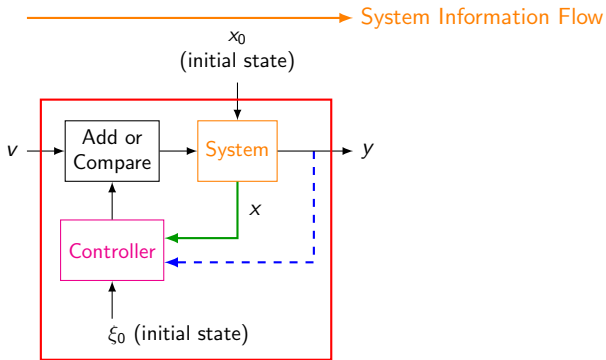 System Information Flow
x₀
(initial state)
v
Add or
Compare
System
y
x
Controller
ξ₀ (initial state)